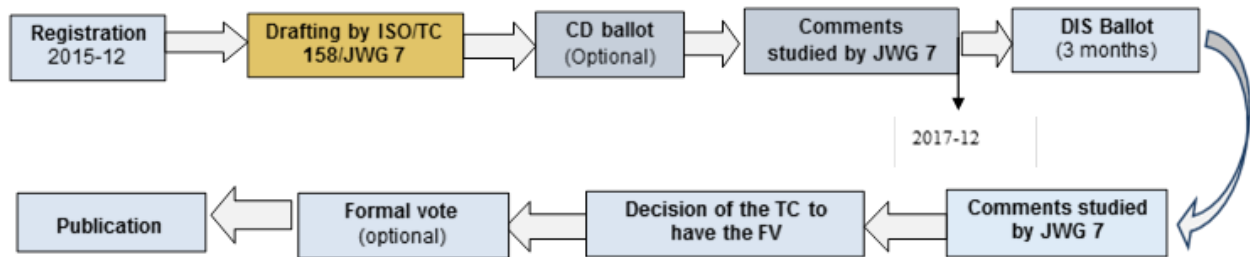 Registration
2015-12
Drafting by ISO/TC
158/JWG 7
CD ballot
(Optional)
Comments
studied by JWG 7
DIS Ballot
(3 months)
2017-12
Publication
Formal vote
(optional)
Decision of the TC to
have the FV
Comments studied
by JWG 7